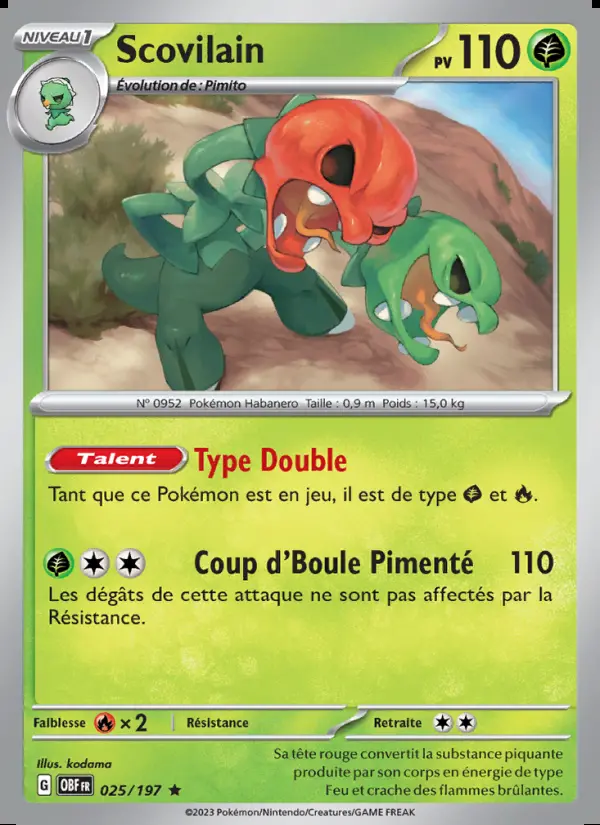 NIVEAU 1
Scovilain
PV 110
Évolution de : Pimito
N° 0952 Pokémon Habanero Taille : 0,9 m Poids : 15,0 kg
Talent Type Double
Tant que ce Pokémon est en jeu, il est de type et .
Coup d’Boule Pimenté 110
Les dégâts de cette attaque ne sont pas affectés par la
Résistance.
Faiblesse ×2 Résistance Retraite
Illus. kodama
Sa tête rouge convertit la substance piquante
produite par son corps en énergie de type
Feu et crache des flammes brûlantes.
G OBF FR 025/197 ★
©2023 Pokémon/Nintendo/Creatures/GAME FREAK